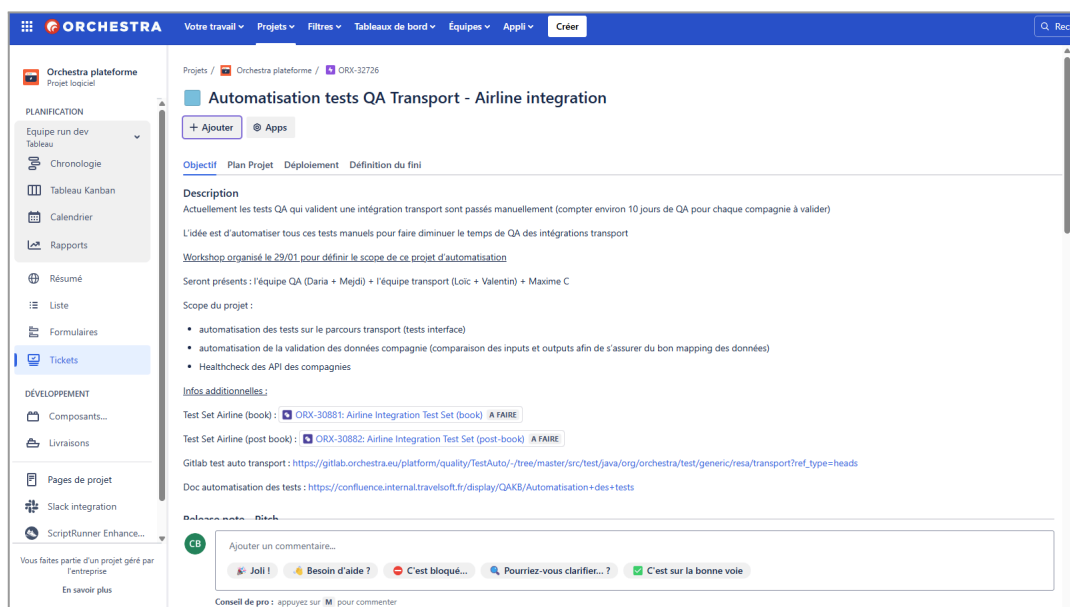 ORCHESTRA Votre travail Projets Filtres Tableaux de bord Équipes Appli Créer
Orchestra plateforme
Projet logiciel
PLANIFICATION
Equipe run dev
Tableau
Chronologie
Tableau Kanban
Calendrier
Rapports
Résumé
Liste
Formulaires
Tickets
DÉVELOPPEMENT
Composants...
Livraisons
Pages de projet
Slack integration
ScriptRunner Enhance...
Vous faites partie d'un projet géré par
l'entreprise
En savoir plus
Projets / Orchestra plateforme / ORX-32726
Automatisation tests QA Transport - Airline integration
+ Ajouter Apps
Objectif Plan Projet Déploiement Définition du fini
Description
Actuellement les tests QA qui valident une intégration transport sont passés manuellement (compter environ 10 jours de QA pour chaque compagnie à valider)
L'idée est d'automatiser tous ces tests manuels pour faire diminuer le temps de QA des intégrations transport
Workshop organisé le 29/01 pour définir le scope de ce projet d'automatisation
Seront présents : l'équipe QA (Daria + Mejdi) + l'équipe transport (Loïc + Valentin) + Maxime C
Scope du projet :
• automatisation des tests sur le parcours transport (tests interface)
• automatisation de la validation des données compagnie (comparaison des inputs et outputs afin de s'assurer du bon mapping des données)
• Healthcheck des API des compagnies
Infos additionnelles :
Test Set Airline (book) : ORX-30881: Airline Integration Test Set (book) A FAIRE
Test Set Airline (post book) : ORX-30882: Airline Integration Test Set (post-book) A FAIRE
Gitlab test auto transport : https://gitlab.orchestra.eu/platform/quality/TestAuto/-/tree/master/src/test/java/org/orchestra/test/generic/resa/transport?ref_type=heads
Doc automatisation des tests : https://confluence.internal.travelsoft.fr/display/QAKB/Automatisation+des+tests
Release note - Pitch
CB Ajouter un commentaire...
Joli ! Besoin d'aide ? C'est bloqué... Pourriez-vous clarifier... ? C'est sur la bonne voie
Conseil de pro : appuyez sur M pour commenter